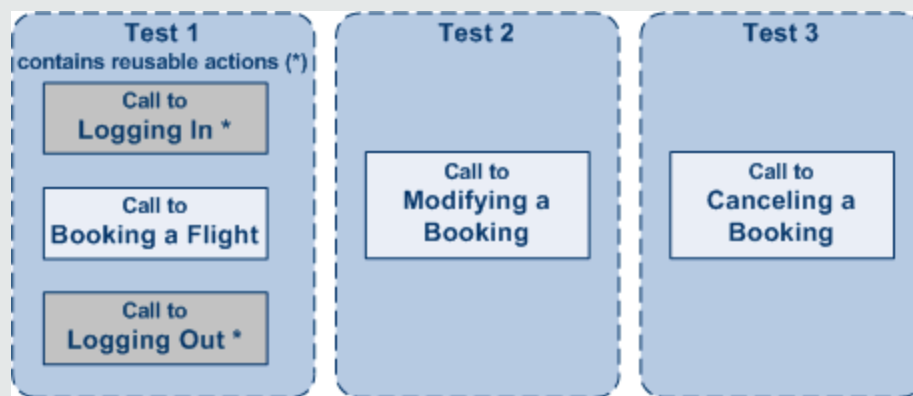 Test 1
contains reusable actions (*)
Call to
Logging In *
Call to
Booking a Flight
Call to
Logging Out *
Test 2
Call to
Modifying a
Booking
Test 3
Call to
Canceling a
Booking